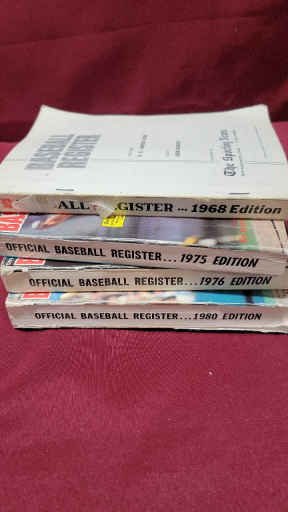 BASEBALL
REGISTER
The Sporting News
ALL REGISTER ... 1968 Edition
OFFICIAL BASEBALL REGISTER...1975 EDITION
OFFICIAL BASEBALL REGISTER...1976 EDITION
OFFICIAL BASEBALL REGISTER...1980 EDITION